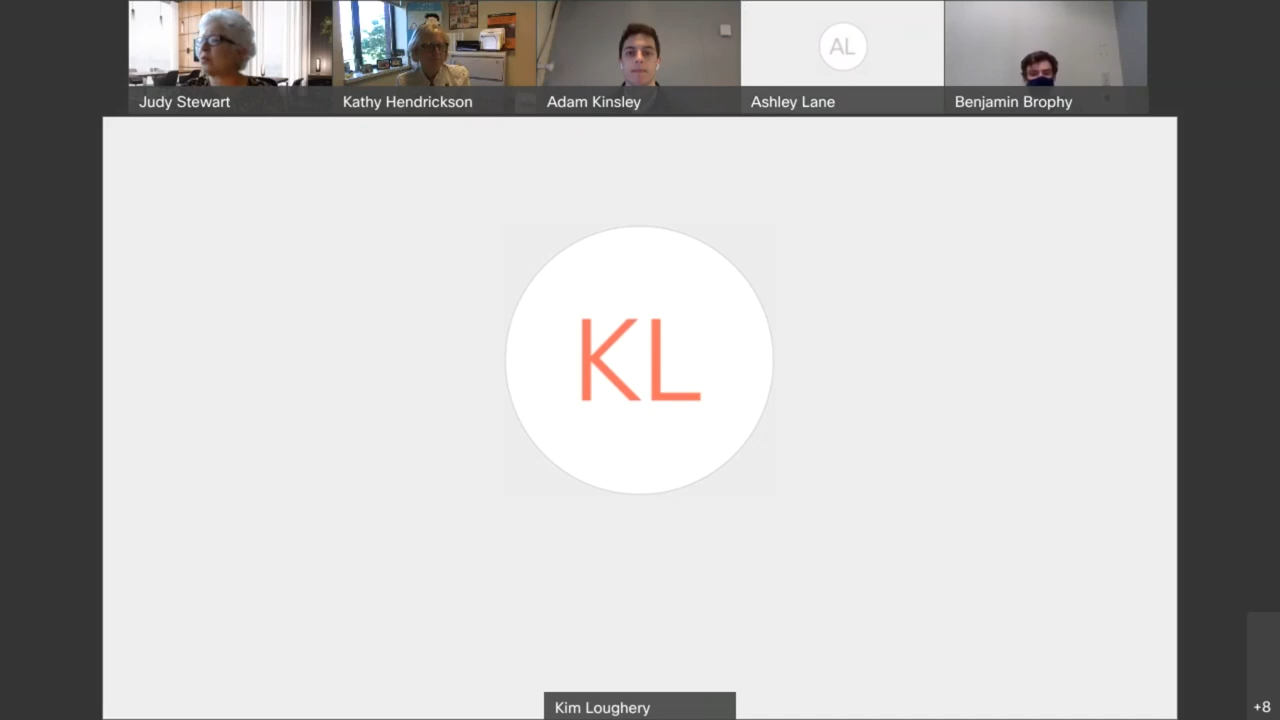 Judy Stewart
Kathy Hendrickson
Adam Kinsley
AL
Ashley Lane
Benjamin Brophy
KL
Kim Loughery
+8